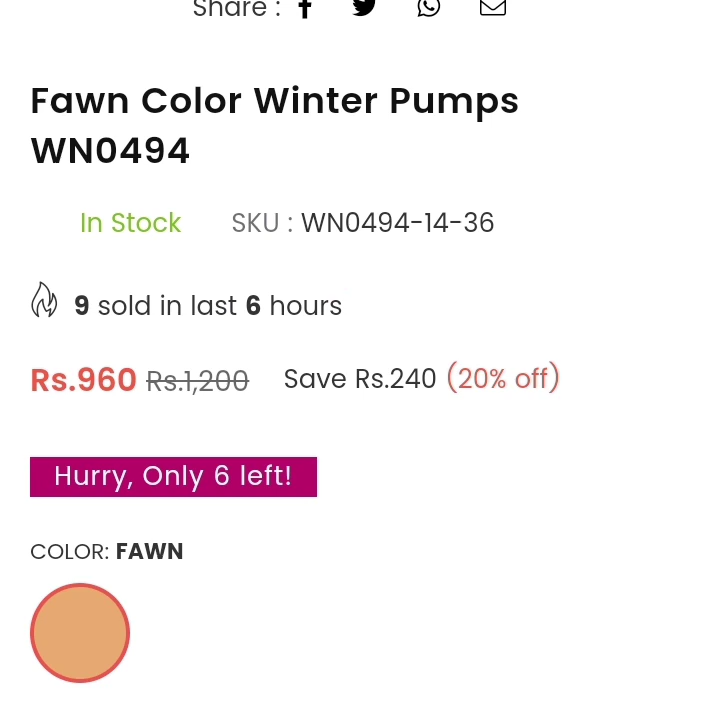 Share :
Fawn Color Winter Pumps
WN0494
In Stock SKU : WN0494-14-36
9 sold in last 6 hours
Rs.960 Rs.1,200 Save Rs.240 (20% off)
Hurry, Only 6 left!
COLOR: FAWN